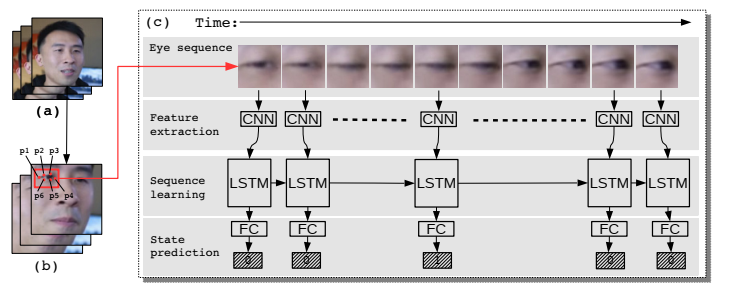 (c) Time:
Eye sequence
(a)
Feature extraction
CNN CNN CNN CNN CNN
p1 p2 p3
p6 p5 p4
Sequence learning
LSTM LSTM LSTM LSTM LSTM
(b)
FC FC FC FC FC
State prediction
0 0 1 0 0